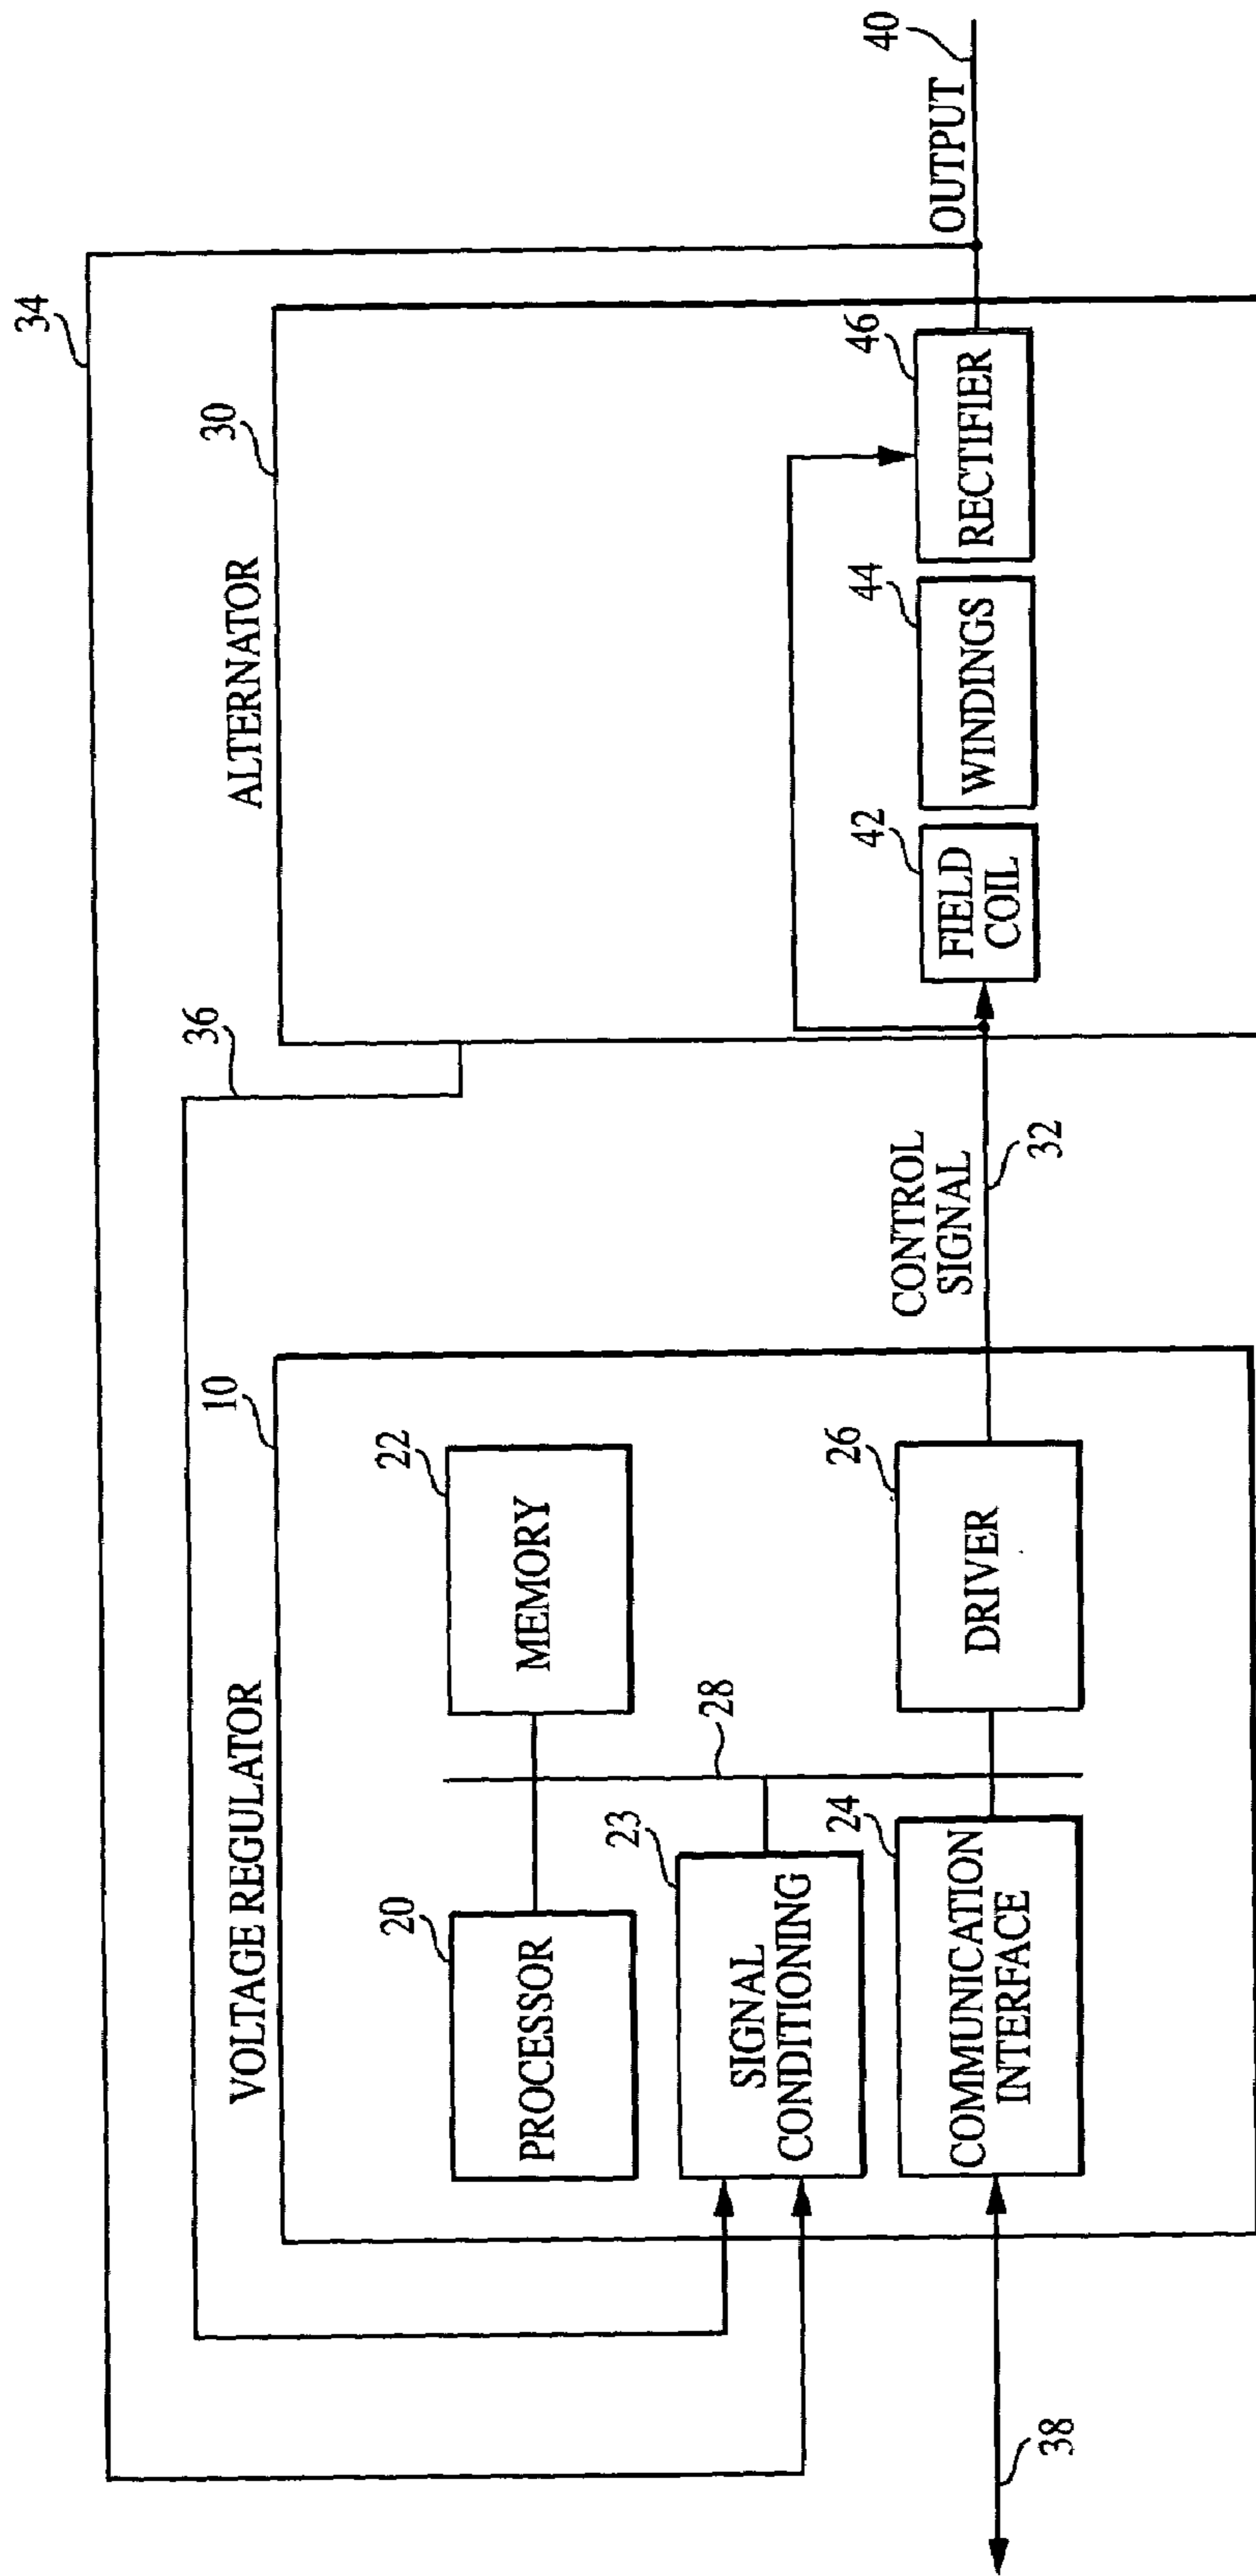 34
36
VOLTAGE REGULATOR
10
ALTERNATOR
30
20
PROCESSOR
22
MEMORY
23
SIGNAL
CONDITIONING
28
24
COMMUNICATION
INTERFACE
26
DRIVER
38
CONTROL
SIGNAL
32
42
FIELD
COIL
44
WINDINGS
46
RECTIFIER
OUTPUT
40